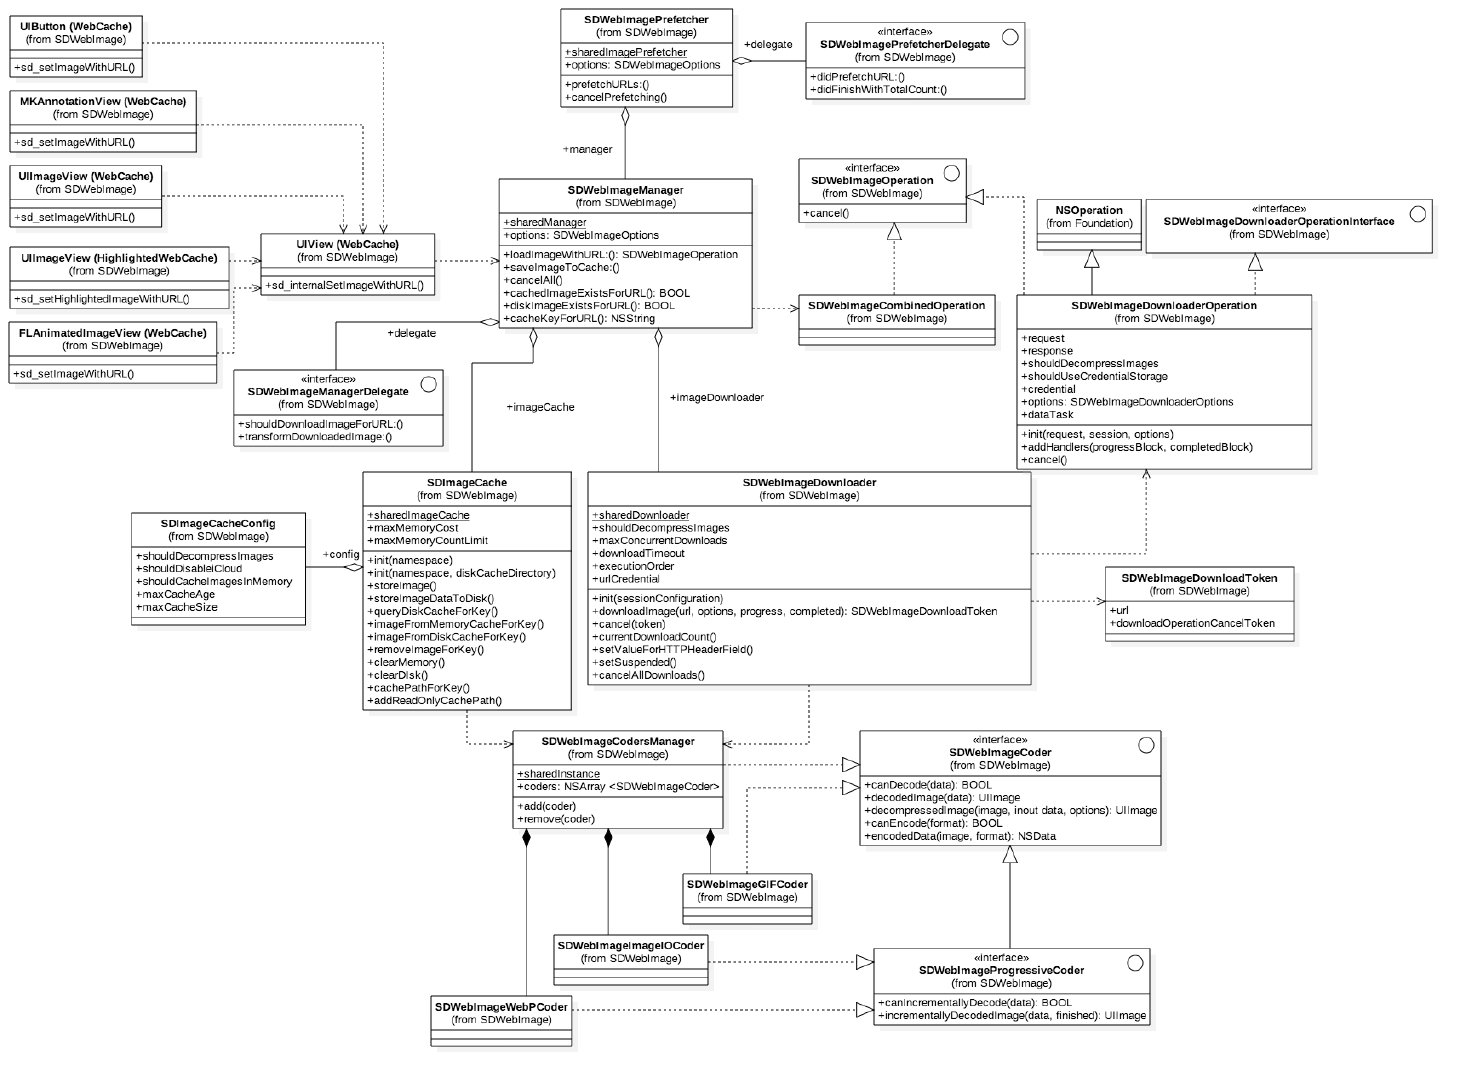 UIButton (WebCache)
(from SDWebImage)
+sd_setImageWithURL()
MKAnnotationView (WebCache)
(from SDWebImage)
+sd_setImageWithURL()
UIImageView (WebCache)
(from SDWebImage)
+sd_setImageWithURL()
UIImageView (HighlightedWebCache)
(from SDWebImage)
+sd_setHighlightedImageWithURL()
FLAnimatedImageView (WebCache)
(from SDWebImage)
+sd_setImageWithURL()
UIView (WebCache)
(from SDWebImage)
+sd_internalSetImageWithURL()
SDWebImagePrefetcher
(from SDWebImage)
+sharedImagePrefetcher
+options: SDWebImageOptions
+prefetchURLs:()
+cancelPrefetching()
+delegate
«interface»
SDWebImagePrefetcherDelegate
(from SDWebImage)
+didPrefetchURL:()
+didFinishWithTotalCount:()
+manager
SDWebImageManager
(from SDWebImage)
+sharedManager
+options: SDWebImageOptions
+loadImageWithURL:(): SDWebImageOperation
+saveImageToCache:()
+cancelAll()
+cachedImageExistsForURL(): BOOL
+diskImageExistsForURL(): BOOL
+cacheKeyForURL(): NSString
«interface»
SDWebImageOperation
(from SDWebImage)
+cancel()
NSOperation
(from Foundation)
«interface»
SDWebImageDownloaderOperationInterface
(from SDWebImage)
SDWebImageCombinedOperation
(from SDWebImage)
SDWebImageDownloaderOperation
(from SDWebImage)
+request
+response
+shouldDecompressImages
+shouldUseCredentialStorage
+credential
+options: SDWebImageDownloaderOptions
+dataTask
+init(request, session, options)
+addHandlers(progressBlock, completedBlock)
+cancel()
+delegate
«interface»
SDWebImageManagerDelegate
(from SDWebImage)
+shouldDownloadImageForURL:()
+transformDownloadedImage:()
+imageCache
+imageDownloader
SDImageCacheConfig
(from SDWebImage)
+shouldDecompressImages
+shouldDisableiCloud
+shouldCacheImagesInMemory
+maxCacheAge
+maxCacheSize
+config
SDImageCache
(from SDWebImage)
+sharedImageCache
+maxMemoryCost
+maxMemoryCountLimit
+init(namespace)
+init(namespace, diskCacheDirectory)
+storeImage()
+storeImageDataToDisk()
+queryDiskCacheForKey()
+imageFromMemoryCacheForKey()
+imageFromDiskCacheForKey()
+removeImageForKey()
+clearMemory()
+clearDisk()
+cachePathForKey()
+addReadOnlyCachePath()
SDWebImageDownloader
(from SDWebImage)
+sharedDownloader
+shouldDecompressImages
+maxConcurrentDownloads
+downloadTimeout
+executionOrder
+urlCredential
+init(sessionConfiguration)
+downloadImage(url, options, progress, completed): SDWebImageDownloadToken
+cancel(token)
+currentDownloadCount()
+setValueForHTTPHeaderField()
+setSuspended()
+cancelAllDownloads()
SDWebImageDownloadToken
(from SDWebImage)
+url
+downloadOperationCancelToken
SDWebImageCodersManager
(from SDWebImage)
+sharedInstance
+coders: NSArray <SDWebImageCoder>
+add(coder)
+remove(coder)
«interface»
SDWebImageCoder
(from SDWebImage)
+canDecode(data): BOOL
+decodedImage(data): UIImage
+decompressedImage(image, inout data, options): UIImage
+canEncode(format): BOOL
+encodedData(image, format): NSData
SDWebImageGIFCoder
(from SDWebImage)
SDWebImageImageIOCoder
(from SDWebImage)
SDWebImageWebPCoder
(from SDWebImage)
«interface»
SDWebImageProgressiveCoder
(from SDWebImage)
+canIncrementallyDecode(data): BOOL
+incrementallyDecodedImage(data, finished): UIImage